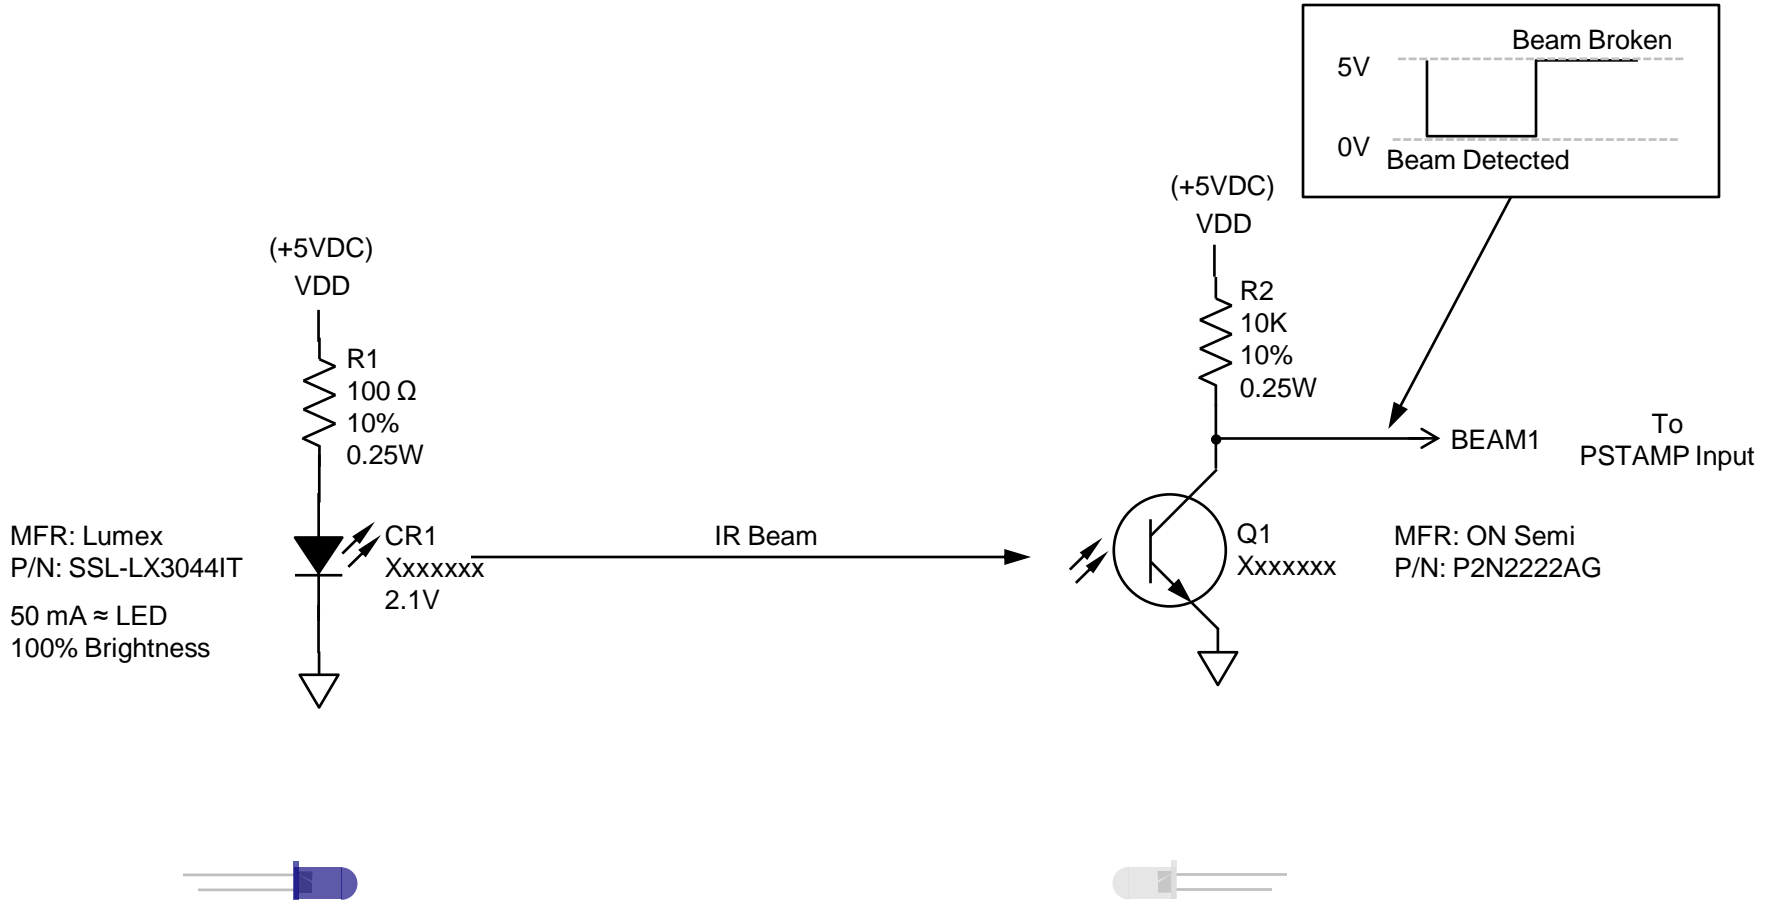 Beam Broken
5V
0V
Beam Detected
(+5VDC)
VDD
(+5VDC)
VDD
R2
10K
10%
0.25W
R1
100 Ω
10%
0.25W
BEAM1
To
PSTAMP Input
MFR: Lumex
P/N: SSL-LX3044IT
50 mA ≈ LED
100% Brightness
CR1
Xxxxxxx
2.1V
IR Beam
Q1
Xxxxxxx
MFR: ON Semi
P/N: P2N2222AG